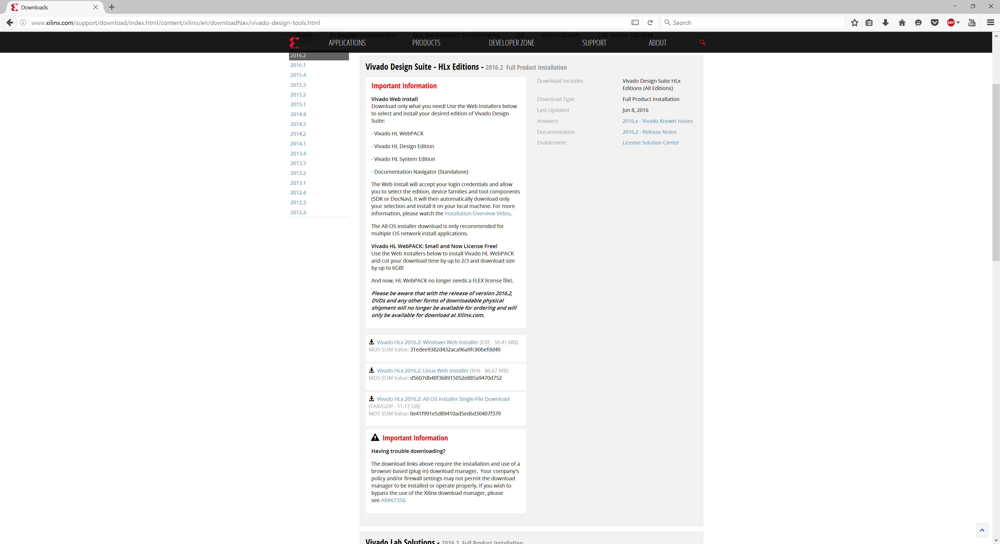 Downloads
www.xilinx.com/support/download/index.html/content/xilinx/en/downloadNav/vivado-design-tools.html
Search
ABP
You Tube
Vivado Embedded Development SDx Development Environments ISE Device Models CAE Vendor Libraries
APPLICATIONS PRODUCTS DEVELOPER ZONE SUPPORT ABOUT
2016.2
2016.1
2015.4
2015.3
2015.2
2015.1
2014.4
2014.3
2014.2
2014.1
2013.4
2013.3
2013.2
2013.1
2012.4
2012.3
2012.2
Vivado Design Suite - HLx Editions - 2016.2 Full Product Installation
Important Information
Vivado Web Install
Download only what you need! Use the Web Installers below
to select and install your desired edition of Vivado Design
Suite:
- Vivado HL WebPACK
- Vivado HL Design Edition
- Vivado HL System Edition
- Documentation Navigator (Standalone)
The Web Install will accept your login credentials and allow
you to select the edition, device families and tool components
(SDK or DocNav). It will then automatically download only
your selection and install it on your local machine. For more
information, please watch the Installation Overview Video.
The All-OS installer download is only recommended for
multiple OS network install applications.
Vivado HL WebPACK: Small and Now License Free!
Use the Web Installers below to install Vivado HL WebPACK
and cut your download time by up to 2/3 and download size
by up to 6GB!
And now, HL WebPACK no longer needs a FLEX license file!.
Please be aware that with the release of version 2016.2,
DVDs and any other forms of downloadable physical
shipment will no longer be available for ordering and will
only be available for download at Xilinx.com.
Download Includes Vivado Design Suite HLx
Editions (All Editions)
Download Type Full Product Installation
Last Updated Jun 8, 2016
Answers 2016.x - Vivado Known Issues
Documentation 2016.2 - Release Notes
Enablement License Solution Center
Vivado HLx 2016.2: Windows Web Installer (EXE - 50.41 MB)
MD5 SUM Value: 31edee9382d432aca96a9fc80befdd40
Vivado HLx 2016.2: Linux Web Installer (BIN - 80.67 MB)
MD5 SUM Value: d5607db40f368915052e885a9470d752
Vivado HLx 2016.2: All OS Installer Single-File Download
(TAR/GZIP - 11.17 GB)
MD5 SUM Value: 0e41f991e5d89410ad5ed6d30407f379
Important Information
Having trouble downloading?
The download links above require the installation and use of a
browser-based (plug-in) download manager. Your company's
policy and/or firewall settings may not permit the download
manager to be installed or operate properly. If you wish to
bypass the use of the Xilinx download manager, please
see AR#67350.
Vivado Lab Solutions - 2016.2 Full Product Installation